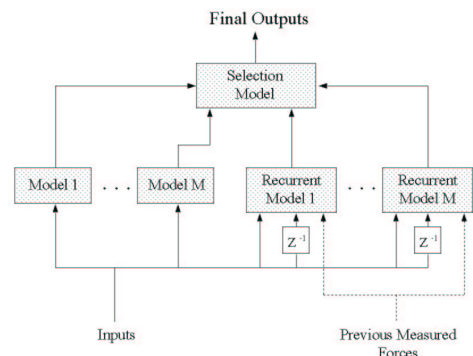 Final Outputs
Selection
Model
Model 1
. . .
Model M
Recurrent
Model 1
. . .
Recurrent
Model M
Z -1
Z -1
Inputs
Previous Measured
Forces